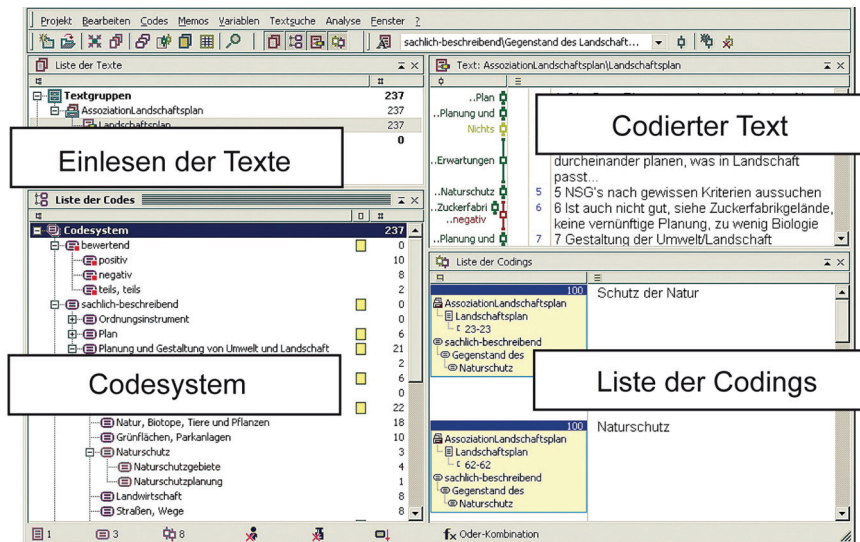 Projekt Bearbeiten Codes Memos Variablen Textsuche Analyse Fenster ?
sachlich-beschreibend\Gegenstand des Landschaft...
Liste der Texte
Textgruppen 237
AssoziationLandschaftsplan 237
Landschaftsplan 237
0
Einlesen der Texte
Liste der Codes
Codesystem 237
bewertend 0
positiv 10
negativ 8
teils, teils 2
sachlich-beschreibend 0
Ordnungsinstrument 0
Plan 6
Planung und Gestaltung von Umwelt und Landschaft 21
2
6
0
22
Codesystem
Natur, Biotope, Tiere und Pflanzen 18
Grünflächen, Parkanlagen 10
Naturschutz 3
Naturschutzgebiete 4
Naturschutzplanung 1
Landwirtschaft 8
Straßen, Wege 8
Text: AssoziationLandschaftsplan\Landschaftsplan
..Plan
..Planung und
Nichts
Codierter Text
..Erwartungen
durcheinander planen, was in Landschaft
passt...
..Naturschutz 5 5 NSG's nach gewissen Kriterien aussuchen
..Zuckerfabri 6 6 Ist auch nicht gut, siehe Zuckerfabrikgelände,
..negativ keine vernünftige Planung, zu wenig Biologie
..Planung und 7 7 Gestaltung der Umwelt/Landschaft
Liste der Codings
100
AssoziationLandschaftsplan
Landschaftsplan
23-23
sachlich-beschreibend
Gegenstand des
Naturschutz
Schutz der Natur
Liste der Codings
100
AssoziationLandschaftsplan
Landschaftsplan
62-62
sachlich-beschreibend
Gegenstand des
Naturschutz
Naturschutz
1 3 8 fx Oder-Kombination